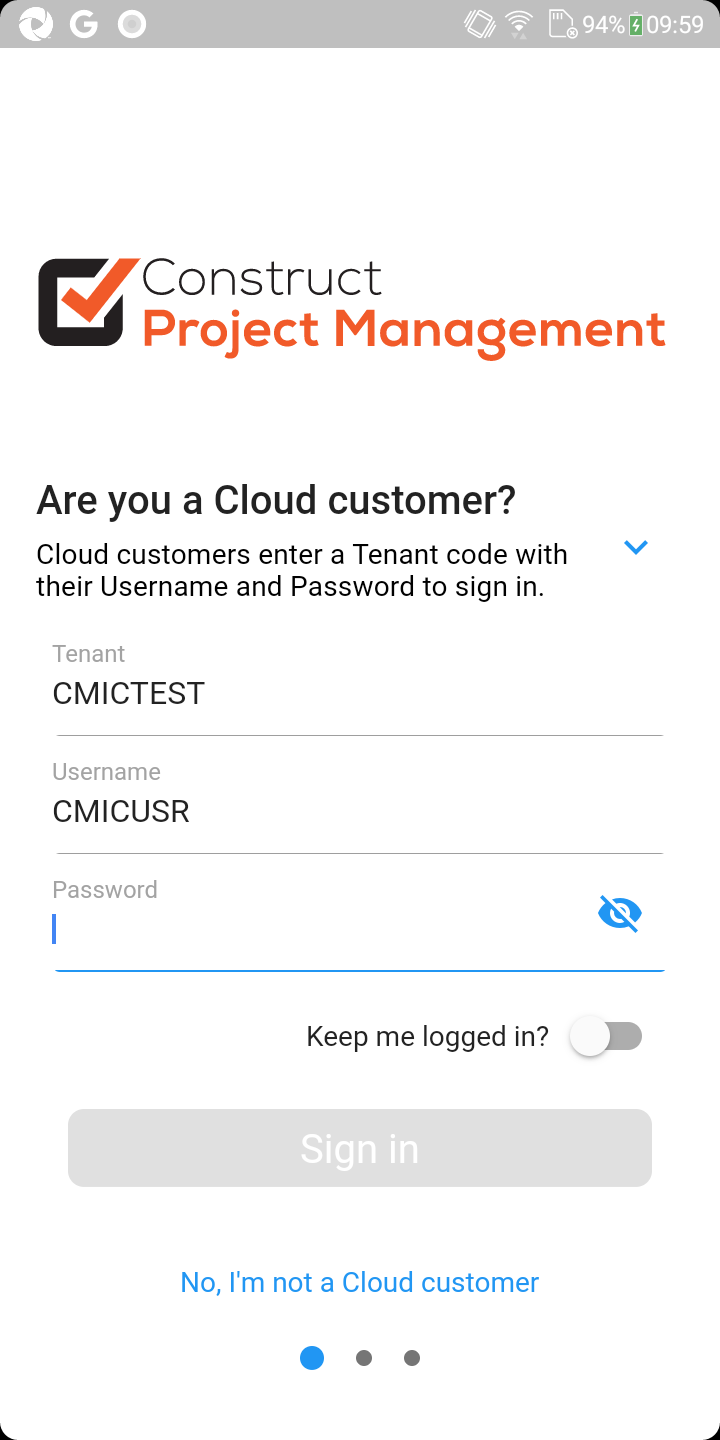 94% 09:59
Construct
Project Management
Are you a Cloud customer?
Cloud customers enter a Tenant code with
their Username and Password to sign in.
Tenant
CMICTEST
Username
CMICUSR
Password
Keep me logged in?
Sign in
No, I'm not a Cloud customer